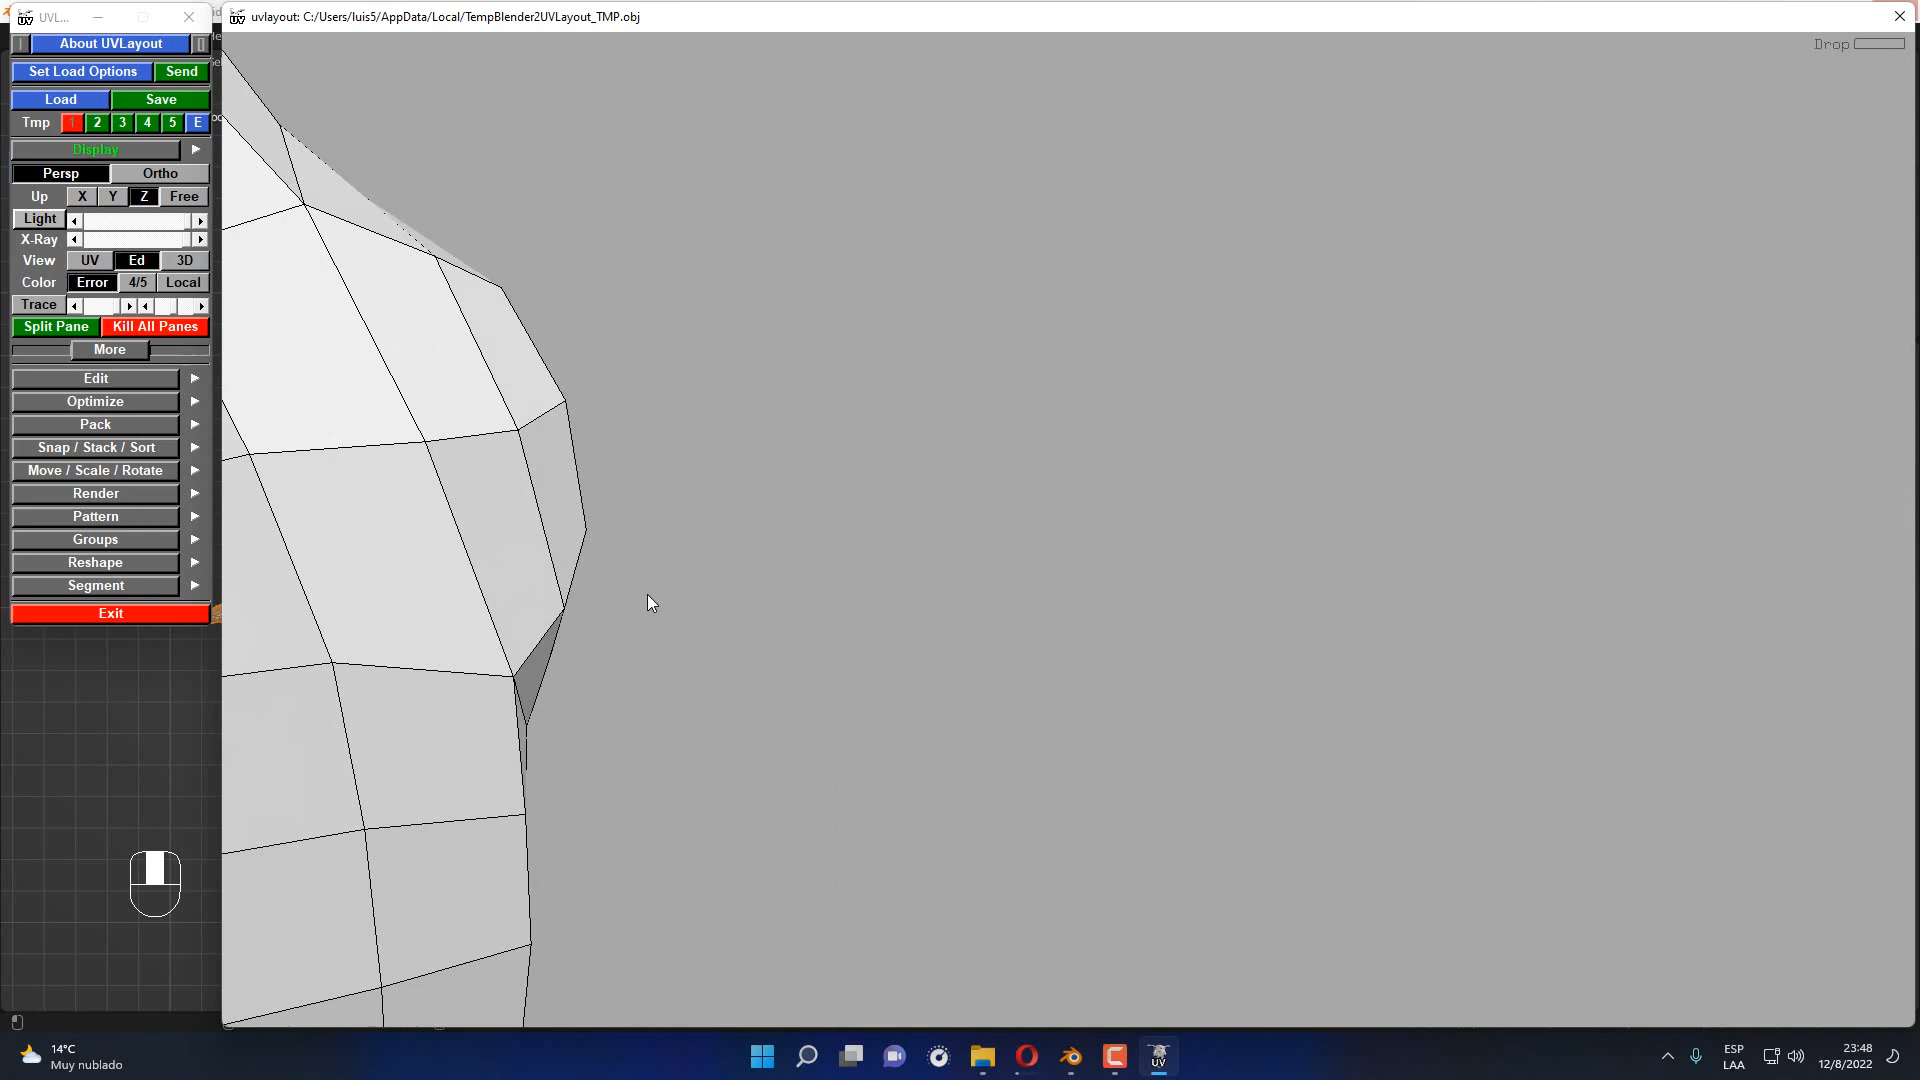 UVL...
uvlayout: C:/Users/luis5/AppData/Local/TempBlender2UVLayout_TMP.obj
Drop
About UVLayout
Set Load Options
Send
Load
Save
Tmp 1 2 3 4 5 E
Display
Persp
Ortho
Up X Y Z Free
Light
X-Ray
View UV Ed 3D
Color Error 4/5 Local
Trace
Split Pane
Kill All Panes
More
Edit
Optimize
Pack
Snap / Stack / Sort
Move / Scale / Rotate
Render
Pattern
Groups
Reshape
Segment
Exit
14°C
Muy nublado
UV
ESP
LAA
23:48
12/8/2022